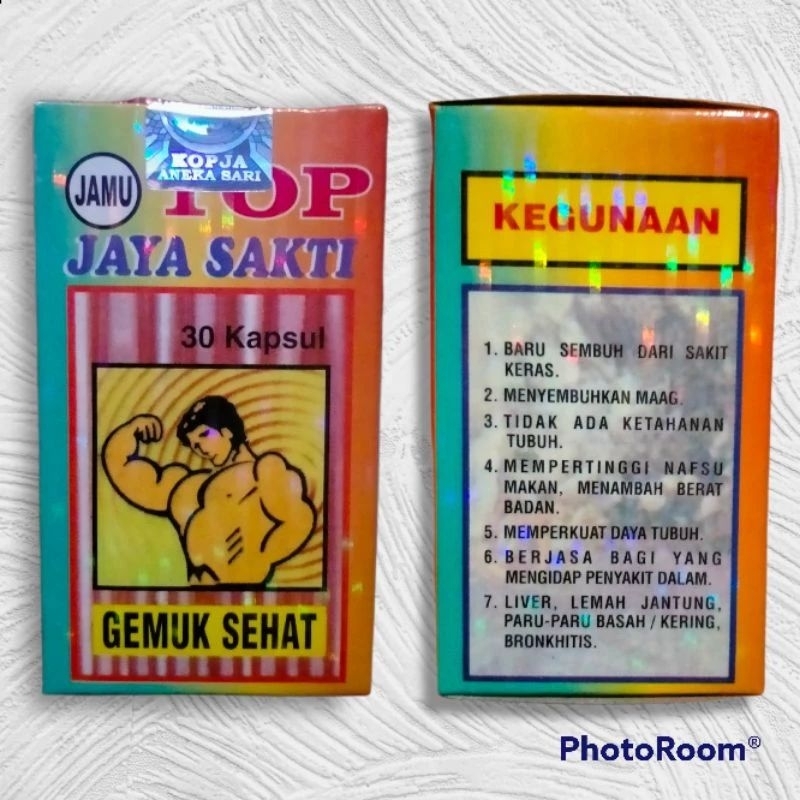 KOPJA
ANEKA SARI
JAMU
TOP
JAYA SAKTI
30 Kapsul
GEMUK SEHAT
KEGUNAAN
1. BARU SEMBUH DARI SAKIT
KERAS.
2. MENYEMBUHKAN MAAG.
3. TIDAK ADA KETAHANAN
TUBUH.
4. MEMPERTINGGI NAFSU
MAKAN, MENAMBAH BERAT
BADAN.
5. MEMPERKUAT DAYA TUBUH.
6. BERJASA BAGI YANG
MENGIDAP PENYAKIT DALAM.
7. LIVER, LEMAH JANTUNG,
PARU-PARU BASAH / KERING,
BRONKHITIS.
PhotoRoom®